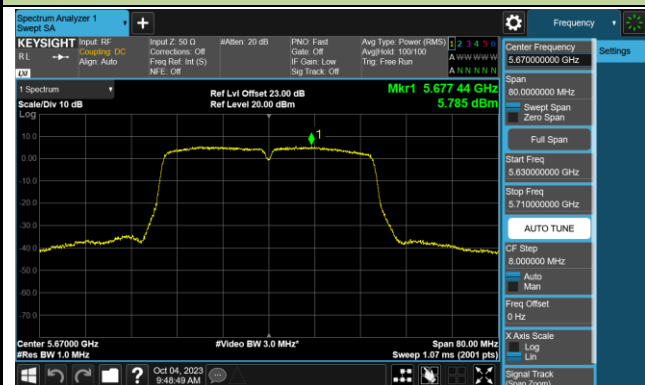 Spectrum Analyzer 1
Swept SA
Frequency
KEYSIGHT
RL
LXI
Input: RF
Coupling: DC
Align: Auto
Input Z: 50 Ω
Corrections: Off
Freq Ref: Int (S)
NFE: Off
#Atten: 20 dB
PNO: Fast
Gate: Off
IF Gain: Low
Sig Track: Off
Avg Type: Power (RMS)
Avg|Hold: 100/100
Trig: Free Run
1 2 3 4 5 6
A W W W W W
A N N N N N
Center Frequency
5.670000000 GHz
Settings
Span
80.0000000 MHz
Swept Span
Zero Span
Full Span
Start Freq
5.630000000 GHz
Stop Freq
5.710000000 GHz
AUTO TUNE
CF Step
8.000000 MHz
Auto
Man
Freq Offset
0 Hz
X Axis Scale
Log
Lin
Signal Track
(Span Zoom)
1 Spectrum
Scale/Div 10 dB
Log
Ref Lvl Offset 23.00 dB
Ref Level 20.00 dBm
Mkr1 5.677 44 GHz
5.785 dBm
1
10.0
0.00
-10.0
-20.0
-30.0
-40.0
-50.0
-60.0
-70.0
Center 5.67000 GHz
#Res BW 1.0 MHz
#Video BW 3.0 MHz*
Span 80.00 MHz
Sweep 1.07 ms (2001 pts)
?
Oct 04, 2023
9:48:49 AM